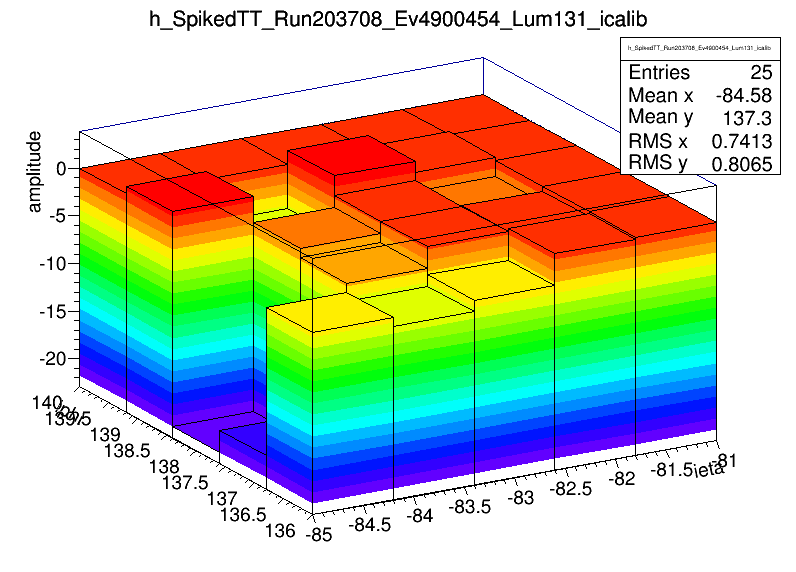 h_SpikedTT_Run203708_Ev4900454_Lum131_icalib
h_SpikedTT_Run203708_Ev4900454_Lum131_icalib
Entries 25
Mean x -84.58
Mean y 137.3
RMS x 0.7413
RMS y 0.8065
amplitude
0
-5
-10
-15
-20
140
139.5
139
138.5
138
137.5
137
136.5
136
-85
-84.5
-84
-83.5
-83
-82.5
-82
-81.5
ieta
-81